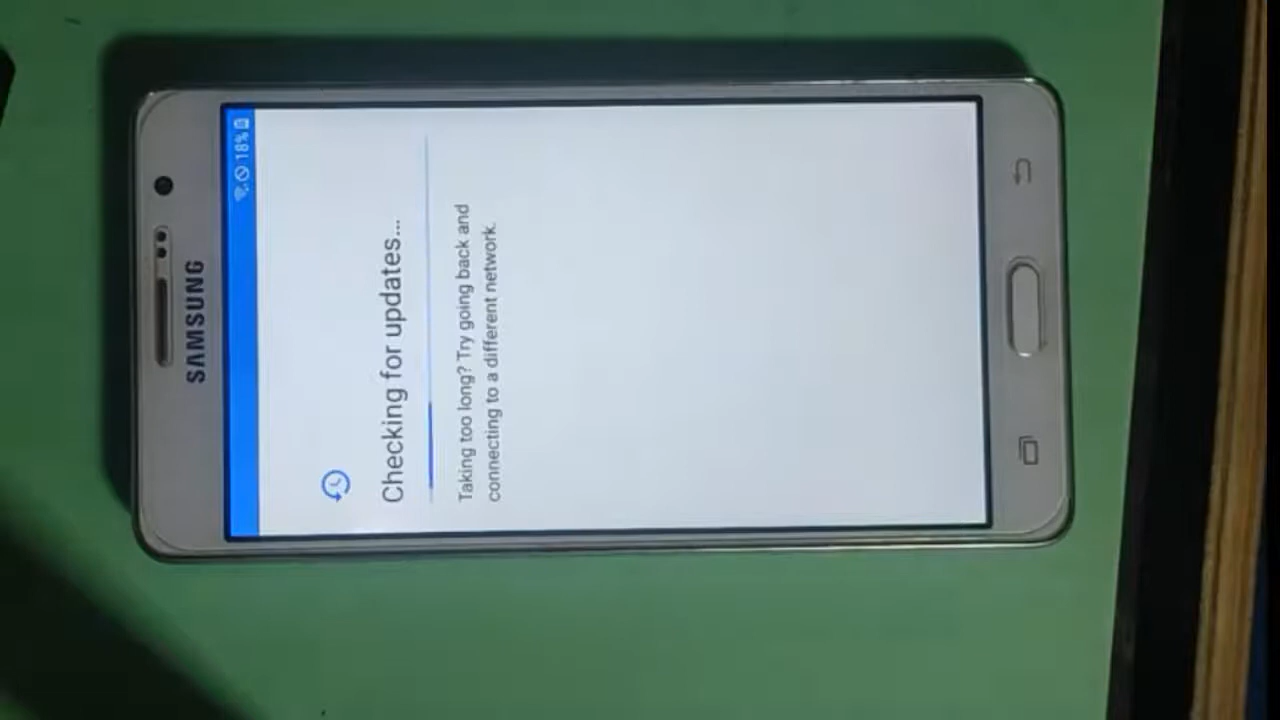 SAMSUNG
18%
Checking for updates...
Taking too long? Try going back and
connecting to a different network.